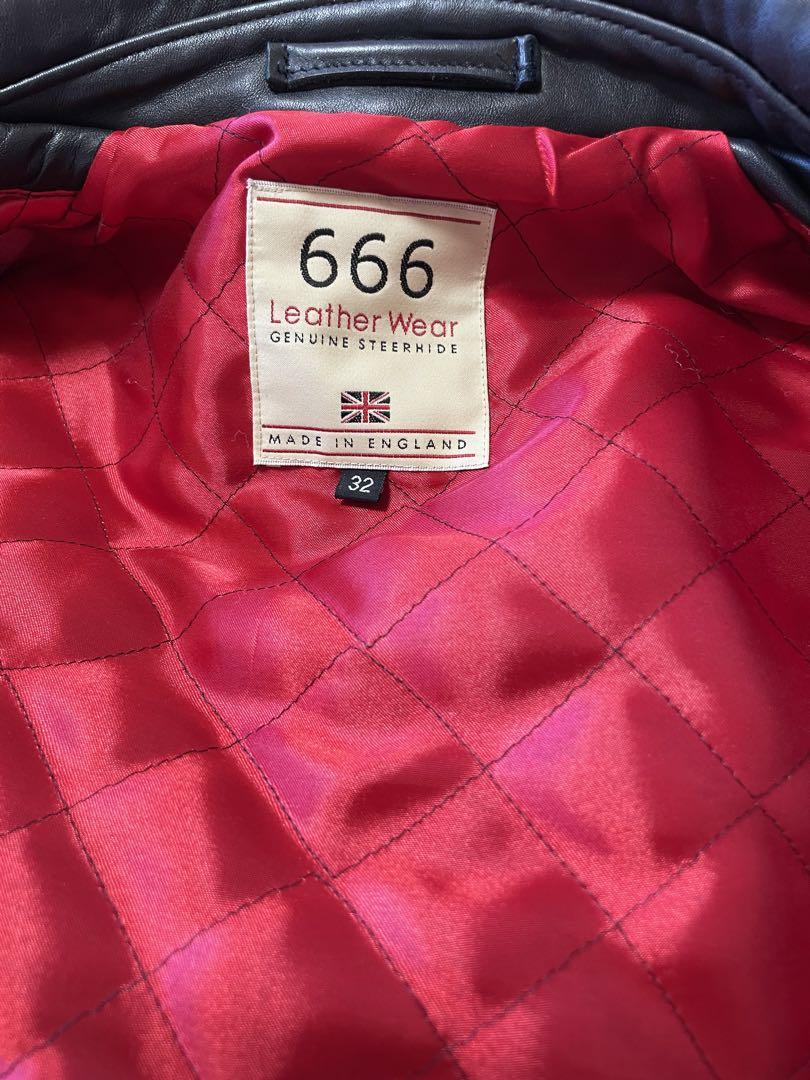 666
Leather Wear
GENUINE STEERHIDE
MADE IN ENGLAND
32